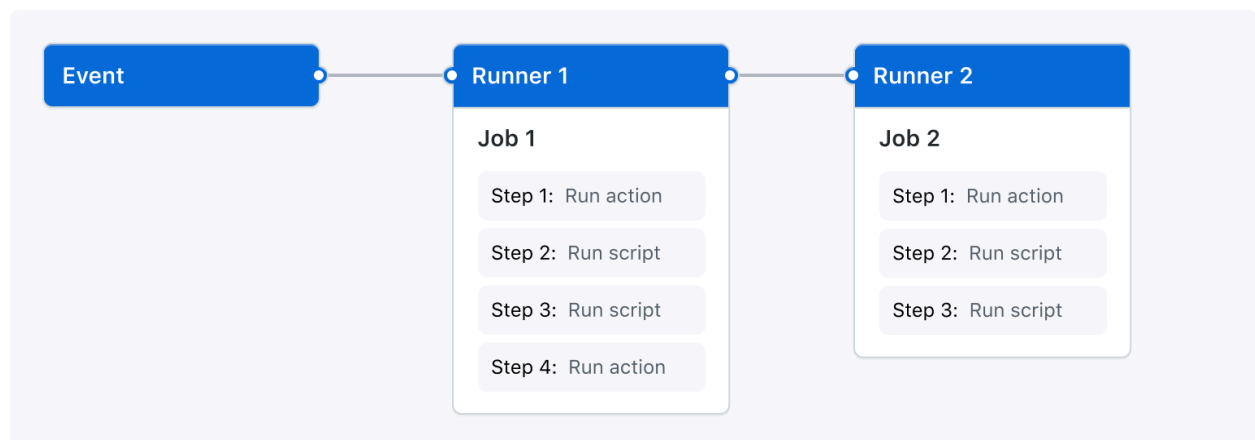 Event
Runner 1
Job 1
Step 1: Run action
Step 2: Run script
Step 3: Run script
Step 4: Run action
Runner 2
Job 2
Step 1: Run action
Step 2: Run script
Step 3: Run script